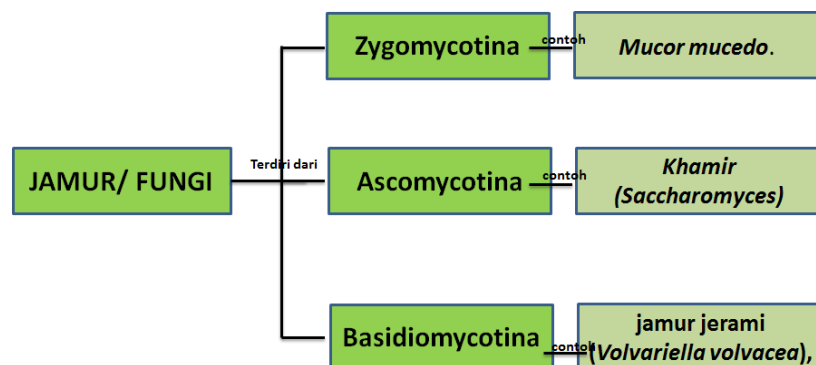 Zygomycotina
contoh
Mucor mucedo.
JAMUR/ FUNGI
Terdiri dari
Ascomycotina
contoh
Khamir
(Saccharomyces)
Basidiomycotina
contoh
jamur jerami
(Volvariella volvacea),